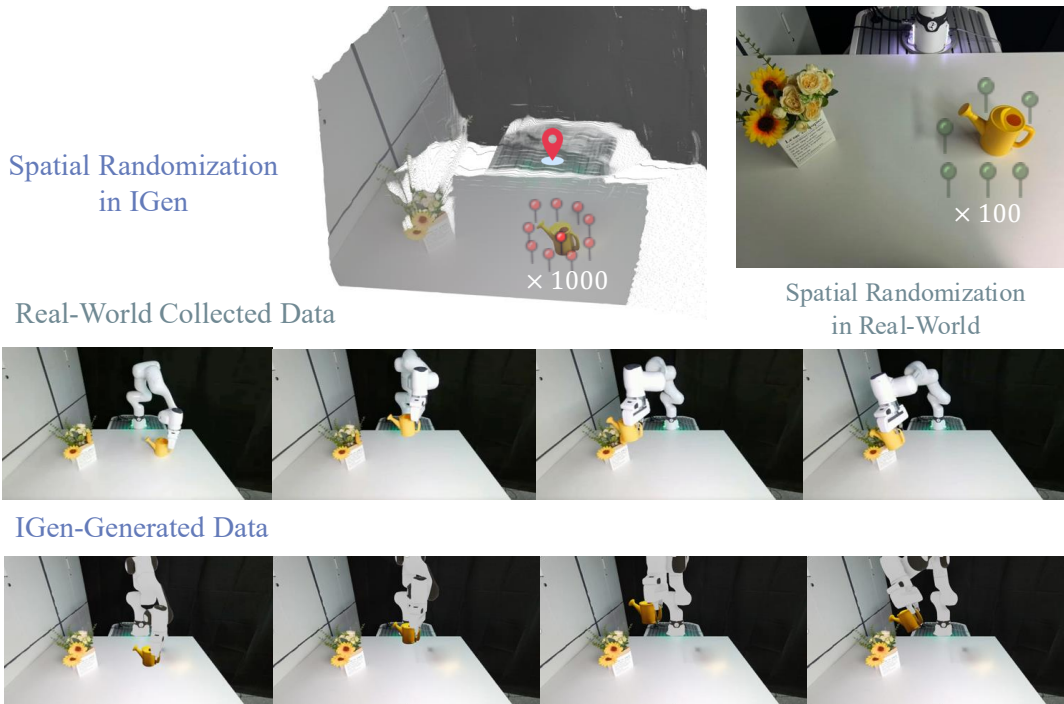 Spatial Randomization
in IGen
× 1000
× 100
Spatial Randomization
in Real-World
Real-World Collected Data
IGen-Generated Data